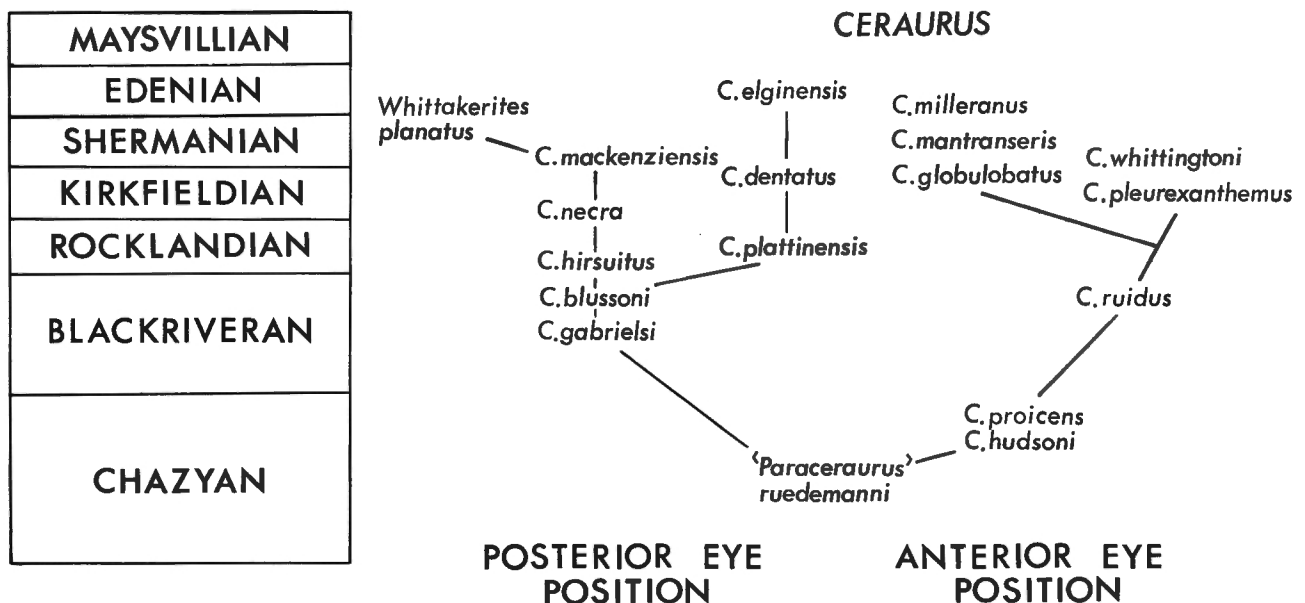 MAYSVILLIAN
EDENIAN
SHERMANIAN
KIRKFIELDIAN
ROCKLANDIAN
BLACKRIVERAN
CHAZYAN
CERAURUS
Whittakerites
planatus
C.mackenziensis
C.necra
C.hirsuitus
C.blussoni
C.gabrielsi
C.elginensis
C.dentatus
C.plattinensis
C.milleranus
C.mantranseris
C.globulobatus
C.whittingtoni
C.pleurexanthemus
C.ruidus
C.proicens
C.hudsoni
‘Paraceraurus’
ruedemanni
POSTERIOR EYE
POSITION
ANTERIOR EYE
POSITION